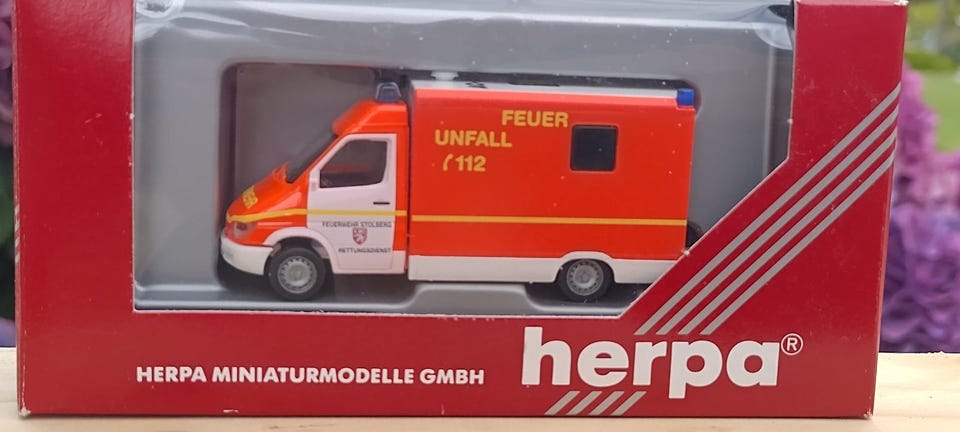 FEUER
UNFALL
112
FEUERWEHR STOLBERG
RETTUNGSDIENST
HERPA MINIATURMODELLE GMBH
herpa®